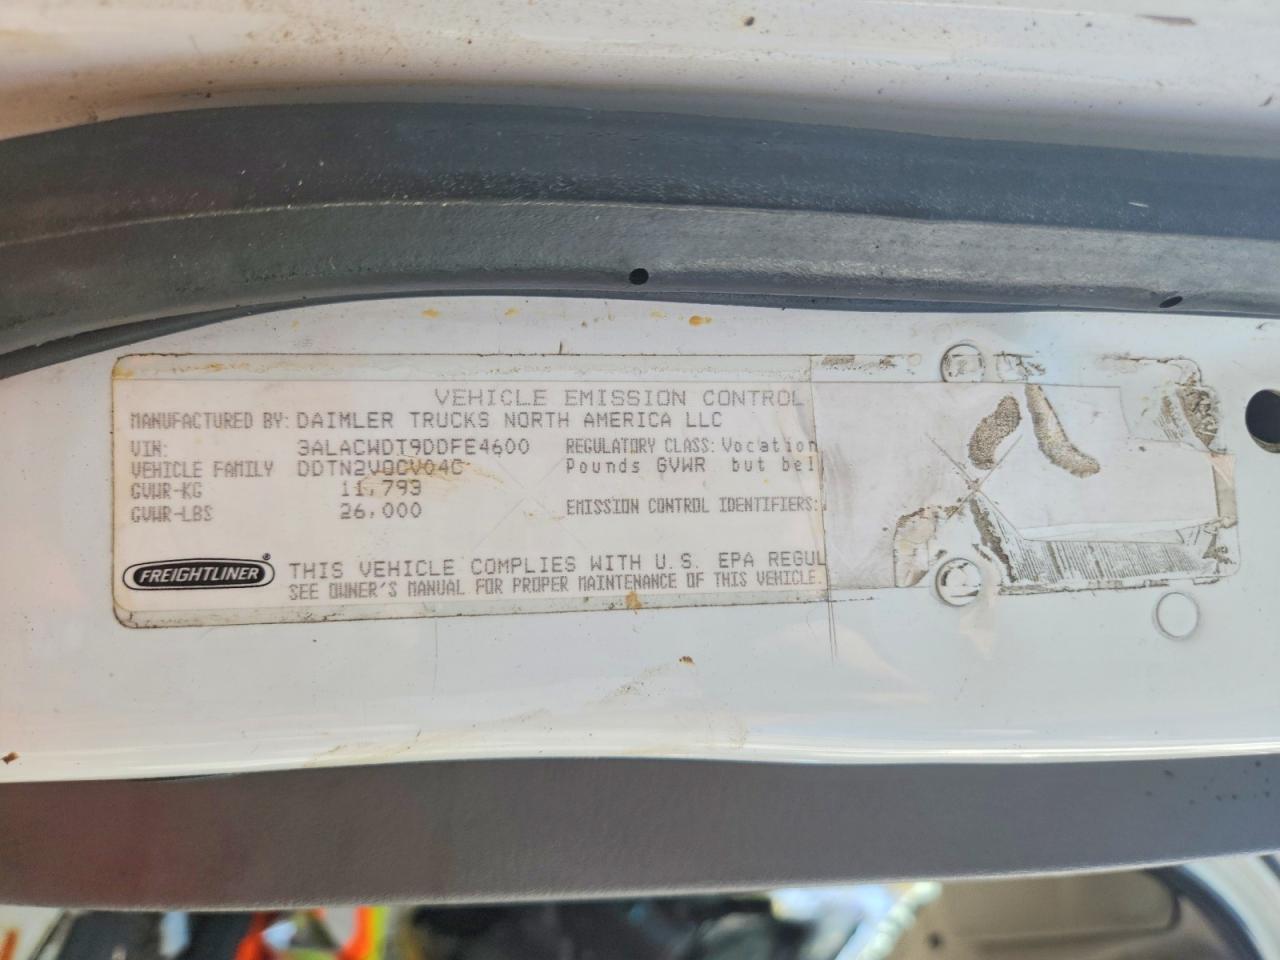 VEHICLE EMISSION CONTROL
MANUFACTURED BY: DAIMLER TRUCKS NORTH AMERICA LLC
VIN: 3ALACWDT9DDFE4600 REGULATORY CLASS: Vocation
VEHICLE FAMILY DDTN2VOCV04C Pounds GVWR but bel
GVWR-KG 11,793
GVWR-LBS 26,000 EMISSION CONTROL IDENTIFIERS:
FREIGHTLINER® THIS VEHICLE COMPLIES WITH U.S. EPA REGUL
SEE OWNER'S MANUAL FOR PROPER MAINTENANCE OF THIS VEHICLE.